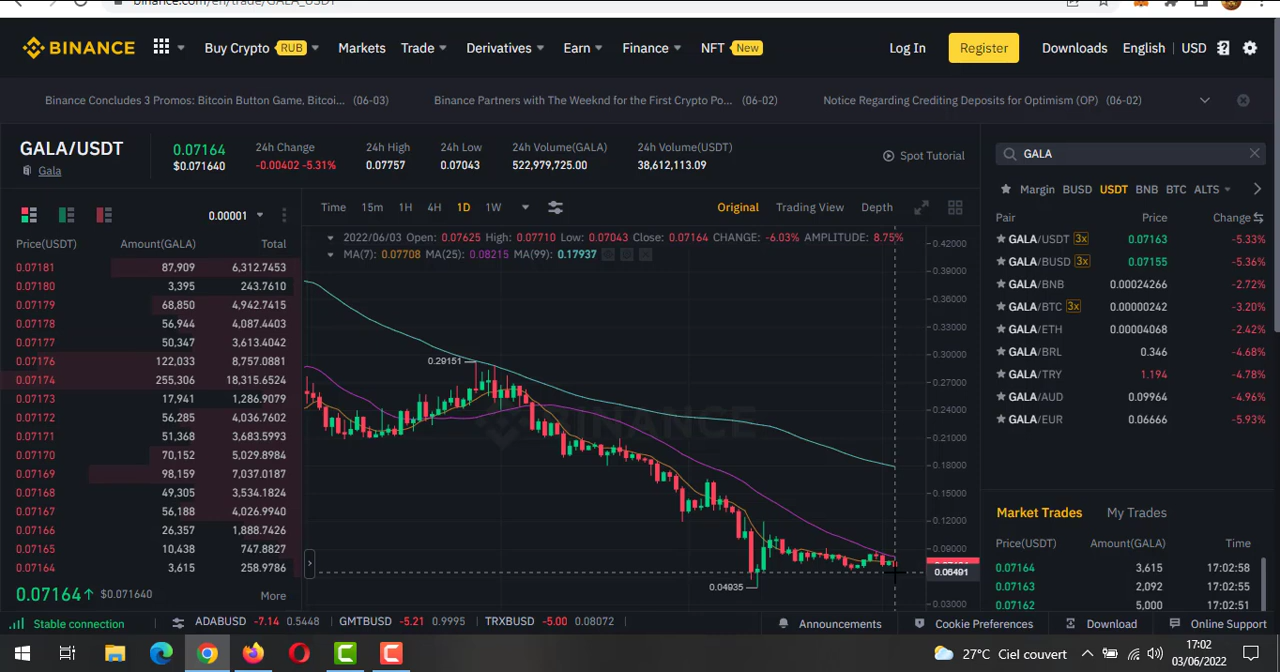 binance.com/en/trade/GALA_USDT
BINANCE Buy Crypto RUB Markets Trade Derivatives Earn Finance NFT New Log In Register Downloads English USD
Binance Concludes 3 Promos: Bitcoin Button Game, Bitcoi... (06-03) Binance Partners with The Weeknd for the First Crypto Po... (06-02) Notice Regarding Crediting Deposits for Optimism (OP) (06-02)
GALA/USDT
Gala
0.07164
$0.071640
24h Change
-0.00402 -5.31%
24h High
0.07757
24h Low
0.07043
24h Volume(GALA)
522,979,725.00
24h Volume(USDT)
38,612,113.09
Spot Tutorial
0.00001
Price(USDT) Amount(GALA) Total
0.07181 87,909 6,312.7453
0.07180 3,395 243.7610
0.07179 68,850 4,942.7415
0.07178 56,944 4,087.4403
0.07177 50,347 3,613.4042
0.07176 122,033 8,757.0881
0.07174 255,306 18,315.6524
0.07173 17,941 1,286.9079
0.07172 56,285 4,036.7602
0.07171 51,368 3,683.5993
0.07170 70,152 5,029.8984
0.07169 98,159 7,037.0187
0.07168 49,305 3,534.1824
0.07167 56,188 4,026.9940
0.07166 26,357 1,888.7426
0.07165 10,438 747.8827
0.07164 3,615 258.9786
0.07164 $0.071640 More
Time 15m 1H 4H 1D 1W Original Trading View Depth
2022/06/03 Open: 0.07625 High: 0.07710 Low: 0.07043 Close: 0.07164 CHANGE: -6.03% AMPLITUDE: 8.75%
MA(7): 0.07708 MA(25): 0.08215 MA(99): 0.17937
0.42000
0.39000
0.36000
0.33000
0.30000
0.27000
0.24000
0.21000
0.18000
0.15000
0.12000
0.09000
0.06491
0.03000
0.29151
0.04935
BINANCE
GALA
Margin BUSD USDT BNB BTC ALTS
Pair Price Change
GALA/USDT 3x 0.07163 -5.33%
GALA/BUSD 3x 0.07155 -5.36%
GALA/BNB 0.00024266 -2.72%
GALA/BTC 3x 0.00000242 -3.20%
GALA/ETH 0.00004068 -2.42%
GALA/BRL 0.346 -4.68%
GALA/TRY 1.194 -4.78%
GALA/AUD 0.09964 -4.96%
GALA/EUR 0.06666 -5.93%
Market Trades My Trades
Price(USDT) Amount(GALA) Time
0.07164 3,615 17:02:58
0.07163 2,092 17:02:55
0.07162 5,000 17:02:51
Stable connection ADABUSD -7.14 0.5448 GMTBUSD -5.21 0.9995 TRXBUSD -5.00 0.08072 Announcements Cookie Preferences Download Online Support
27°C Ciel couvert 17:02
03/06/2022